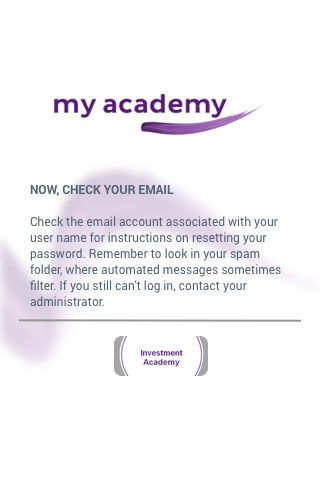 my academy
NOW, CHECK YOUR EMAIL
Check the email account associated with your
user name for instructions on resetting your
password. Remember to look in your spam
folder, where automated messages sometimes
filter. If you still can't log in, contact your
administrator.
Investment
Academy